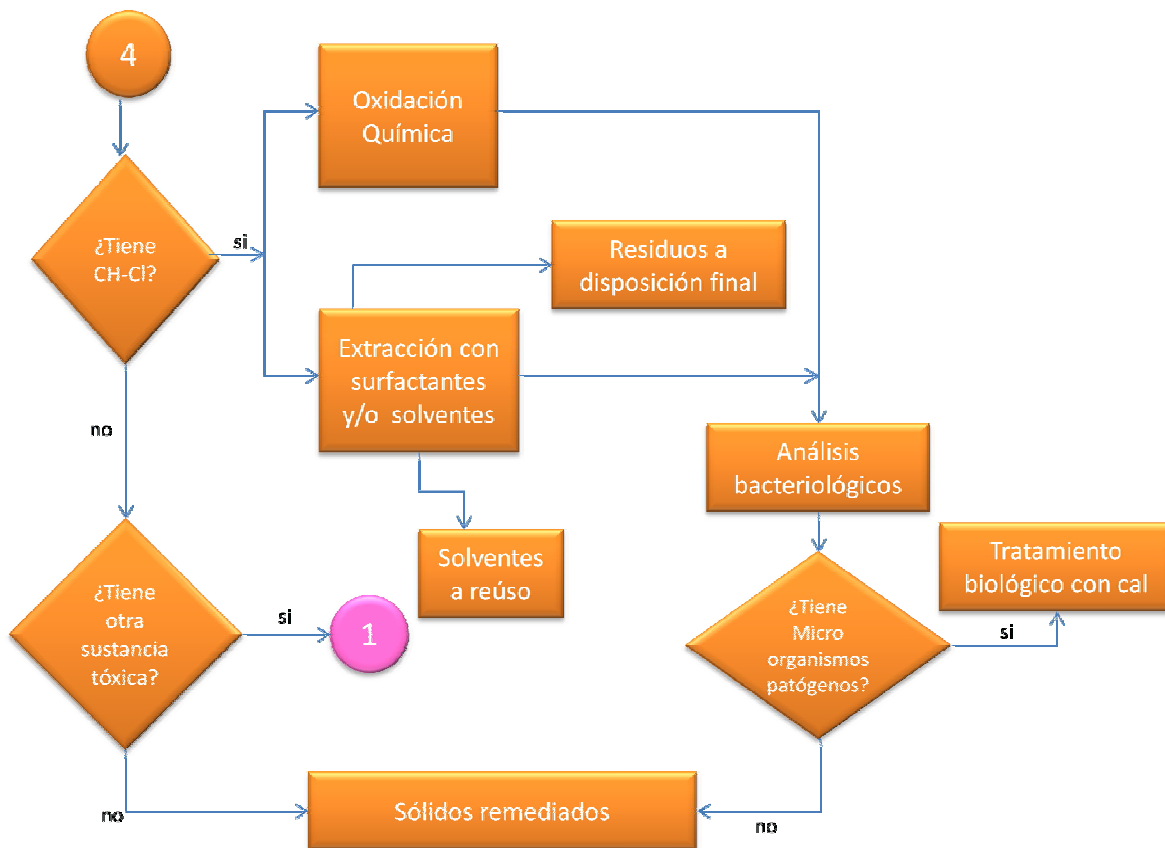 4
Oxidación
Química
¿Tiene
CH-Cl?
si
Residuos a
disposición final
Extracción con
surfactantes
y/o solventes
no
Análisis
bacteriológicos
Solventes
a reúso
Tratamiento
biológico con cal
¿Tiene
otra
sustancia
tóxica?
si
1
¿Tiene
Micro
organismos
patógenos?
si
no
Sólidos remediados
no